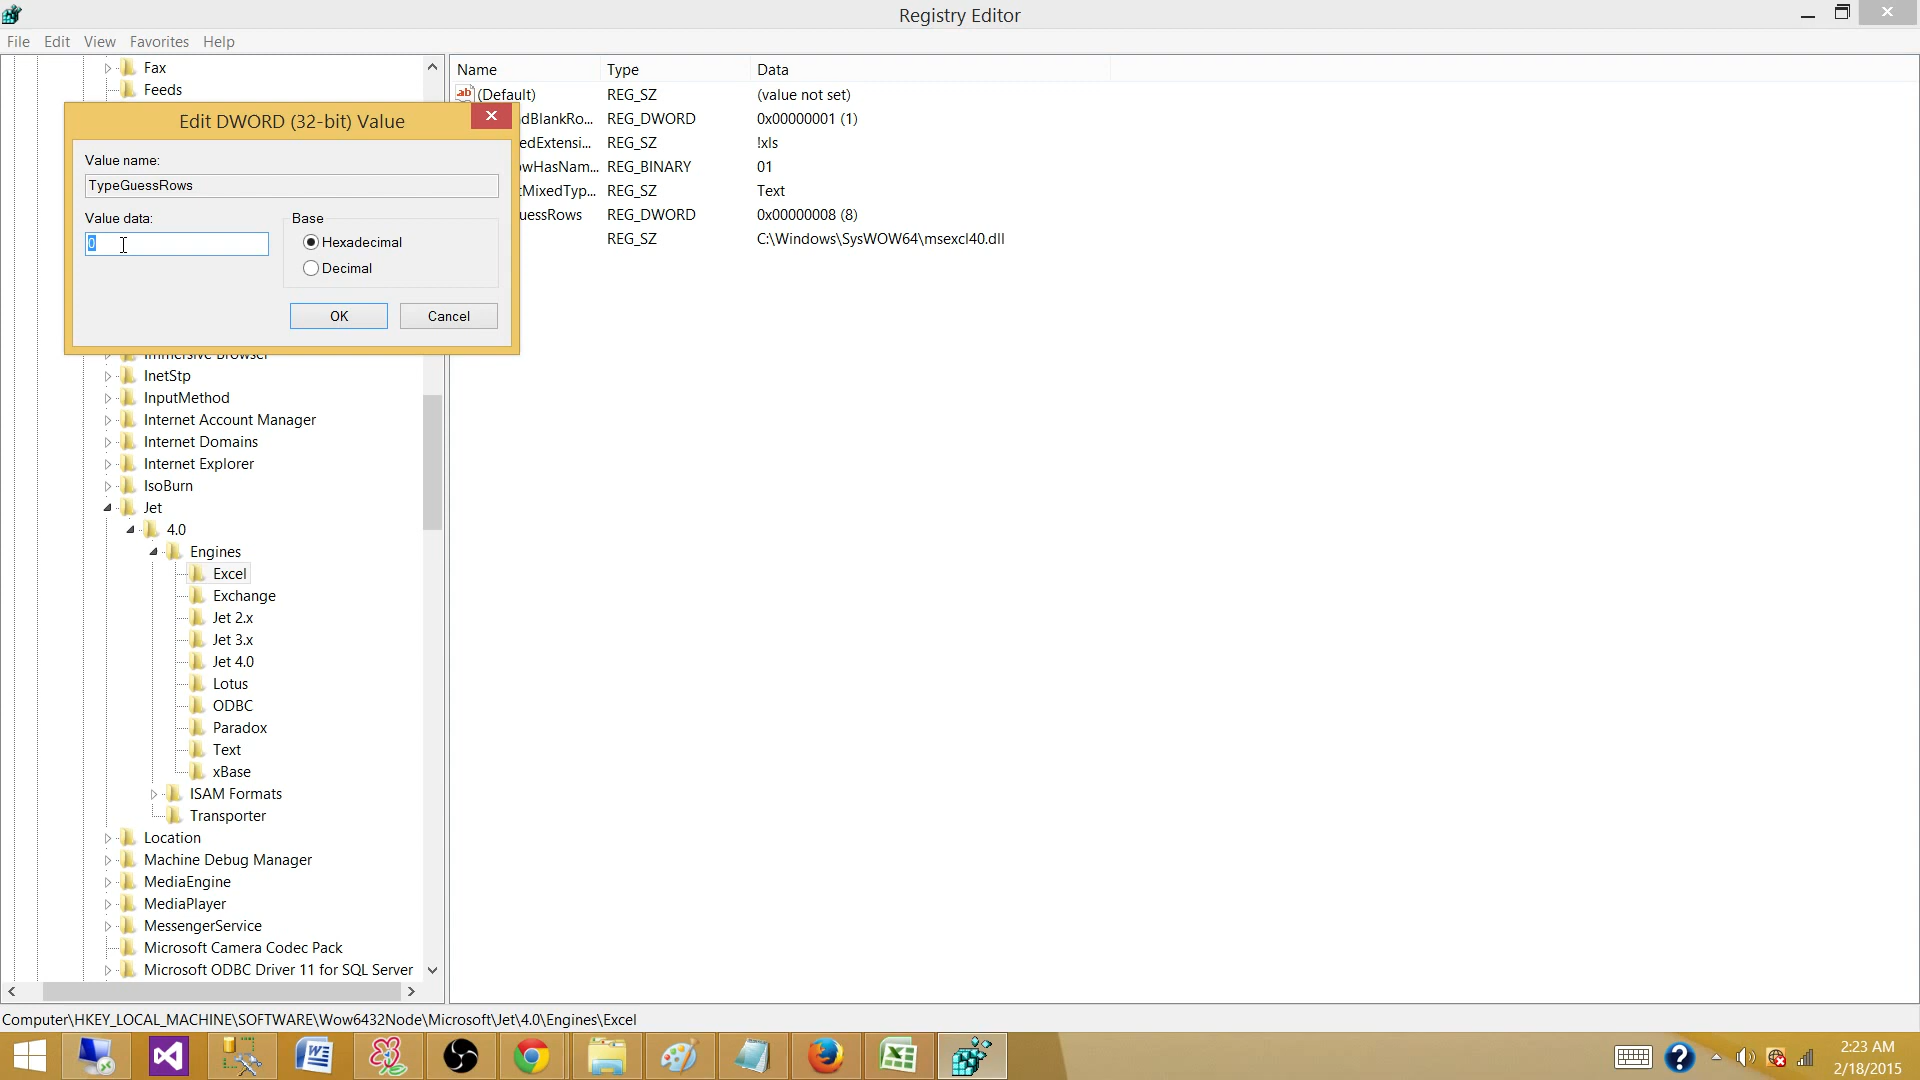 Registry Editor
File Edit View Favorites Help
Fax
Feeds
Edit DWORD (32-bit) Value
Value name:
TypeGuessRows
Value data:
0
Base
Hexadecimal
Decimal
OK Cancel
Immersive Browser
InetStp
InputMethod
Internet Account Manager
Internet Domains
Internet Explorer
IsoBurn
Jet
4.0
Engines
Excel
Exchange
Jet 2.x
Jet 3.x
Jet 4.0
Lotus
ODBC
Paradox
Text
xBase
ISAM Formats
Transporter
Location
Machine Debug Manager
MediaEngine
MediaPlayer
MessengerService
Microsoft Camera Codec Pack
Microsoft ODBC Driver 11 for SQL Server
Name Type Data
ab (Default) REG_SZ (value not set)
dBlankRo... REG_DWORD 0x00000001 (1)
edExtensi... REG_SZ !xls
owHasNam... REG_BINARY 01
tMixedTyp... REG_SZ Text
uessRows REG_DWORD 0x00000008 (8)
REG_SZ C:\Windows\SysWOW64\msexcl40.dll
Computer\HKEY_LOCAL_MACHINE\SOFTWARE\Wow6432Node\Microsoft\Jet\4.0\Engines\Excel
2:23 AM
2/18/2015